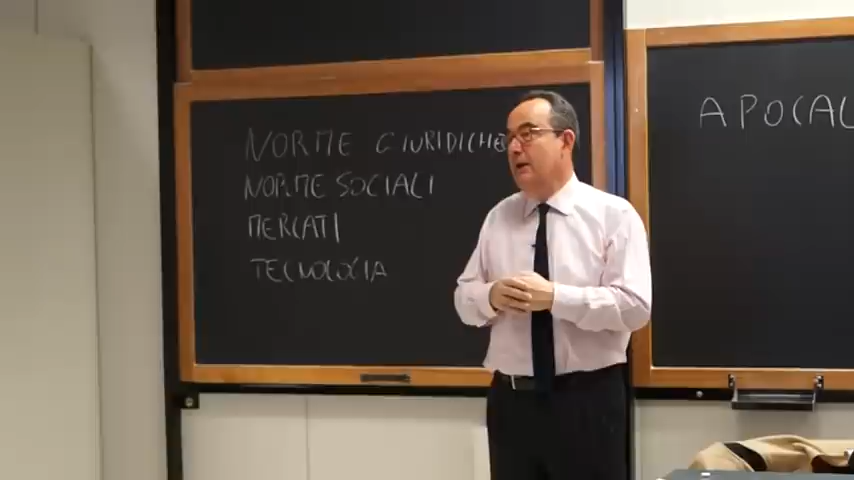 NORME GIURIDICHE
NORME SOCIALI
MERCATI
TECNOLOGIA
APOCAL